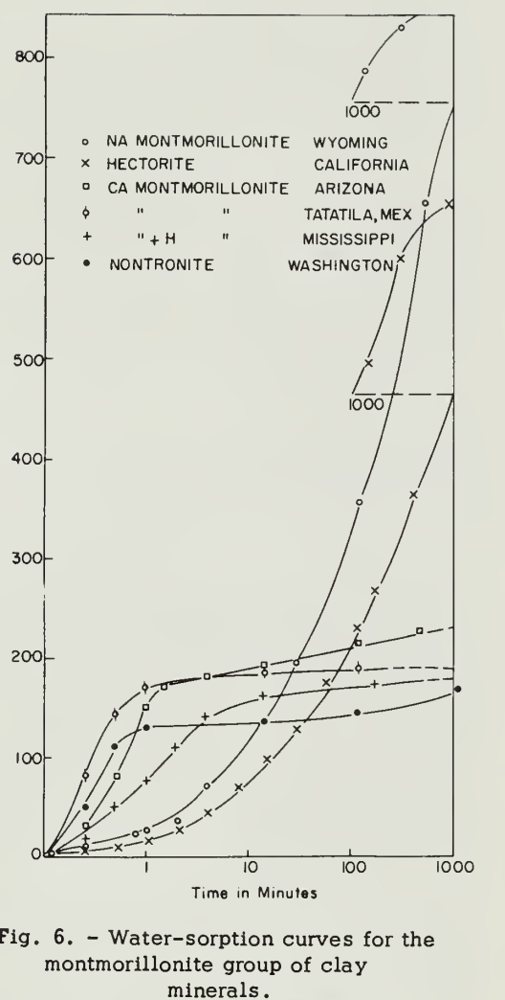 800
1000
700
NA MONTMORILLONITE WYOMING
HECTORITE CALIFORNIA
CA MONTMORILLONITE ARIZONA
" " TATATILA, MEX
" + H " MISSISSIPPI
NONTRONITE WASHINGTON
600
500
1000
400
300
200
100
0
1 10 100 1000
Time in Minutes
Fig. 6. - Water-sorption curves for the
montmorillonite group of clay
minerals.